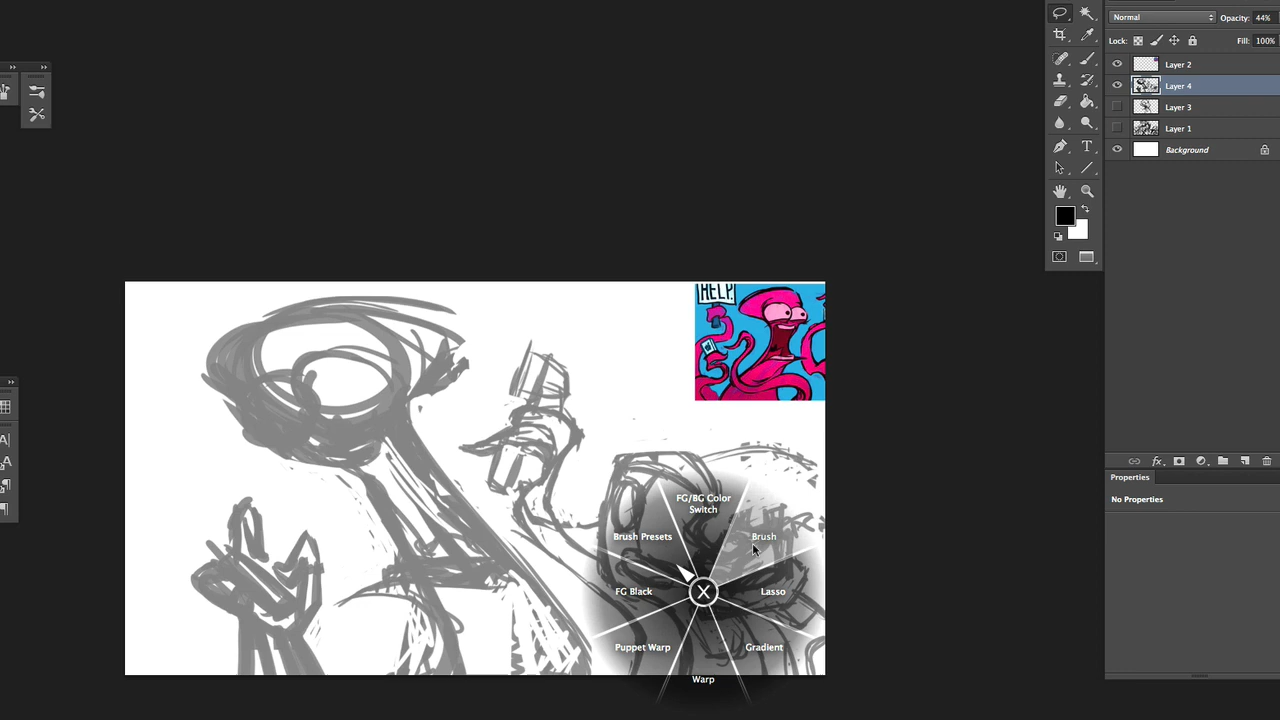 Normal
Opacity: 44%
Lock:
Fill: 100%
Layer 2
Layer 4
Layer 3
Layer 1
Background
fx
Properties
No Properties
HELP.
FG/BG Color
Switch
Brush Presets
Brush
FG Black
X
Lasso
Puppet Warp
Gradient
Warp
T
A
A